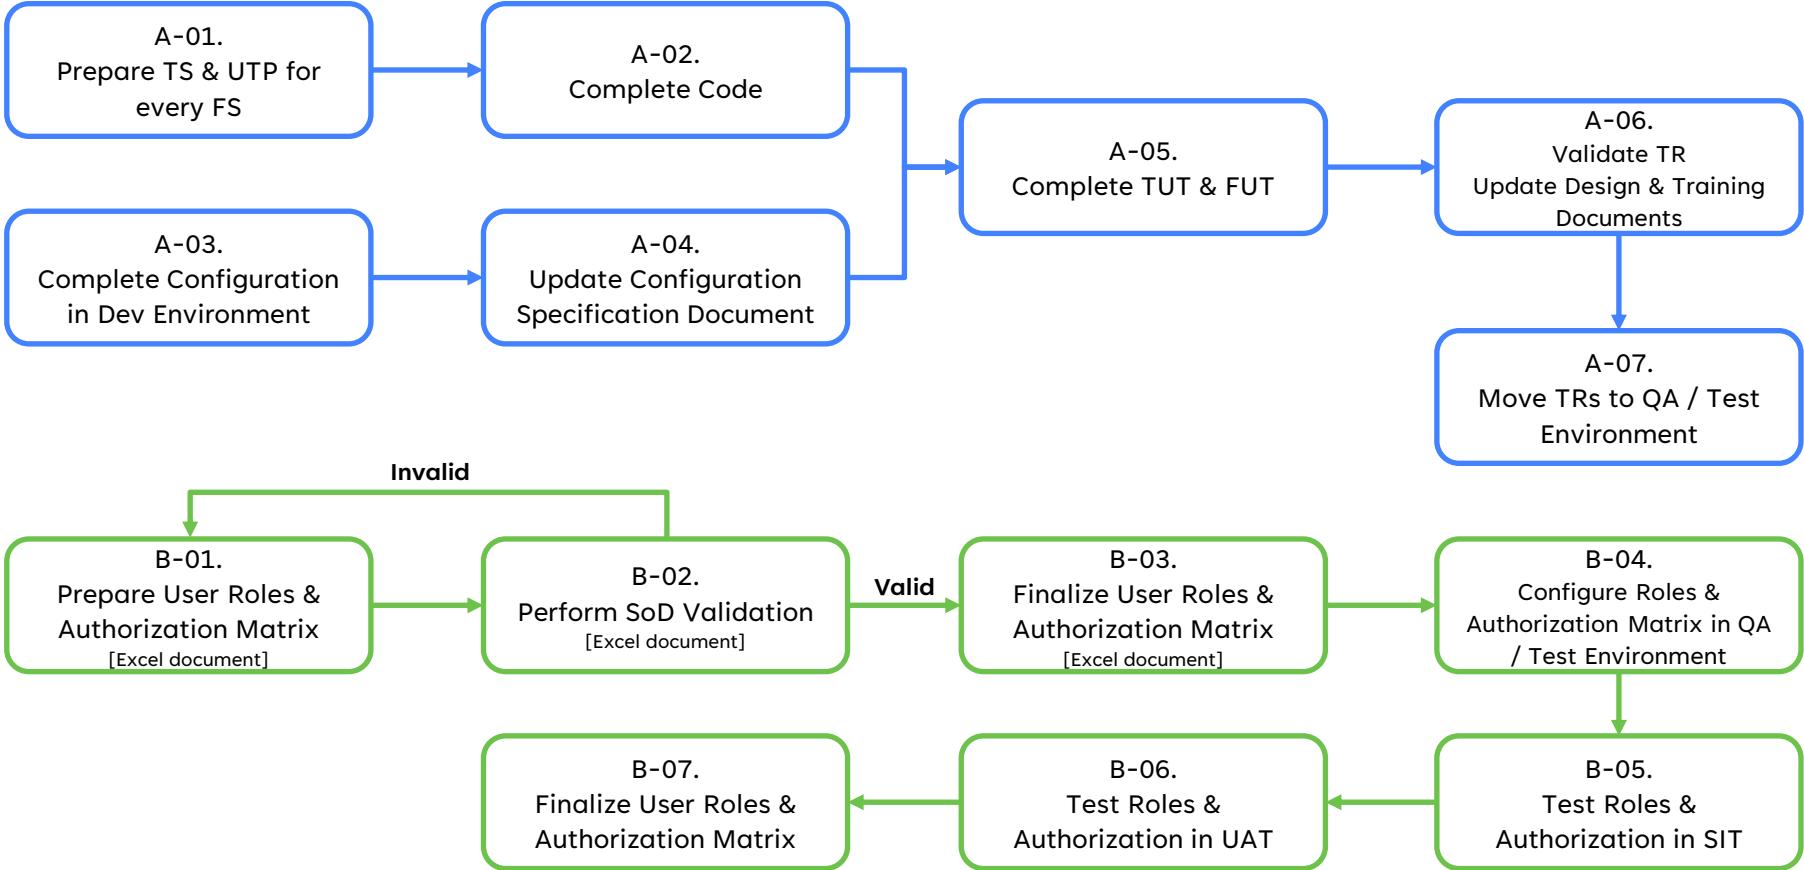 A-01.
Prepare TS & UTP for
every FS
A-02.
Complete Code
A-03.
Complete Configuration
in Dev Environment
A-04.
Update Configuration
Specification Document
A-05.
Complete TUT & FUT
A-06.
Validate TR
Update Design & Training
Documents
A-07.
Move TRs to QA / Test
Environment
Invalid
B-01.
Prepare User Roles &
Authorization Matrix
[Excel document]
B-02.
Perform SoD Validation
[Excel document]
Valid
B-03.
Finalize User Roles &
Authorization Matrix
[Excel document]
B-04.
Configure Roles &
Authorization Matrix in QA
/ Test Environment
B-05.
Test Roles &
Authorization in SIT
B-06.
Test Roles &
Authorization in UAT
B-07.
Finalize User Roles &
Authorization Matrix